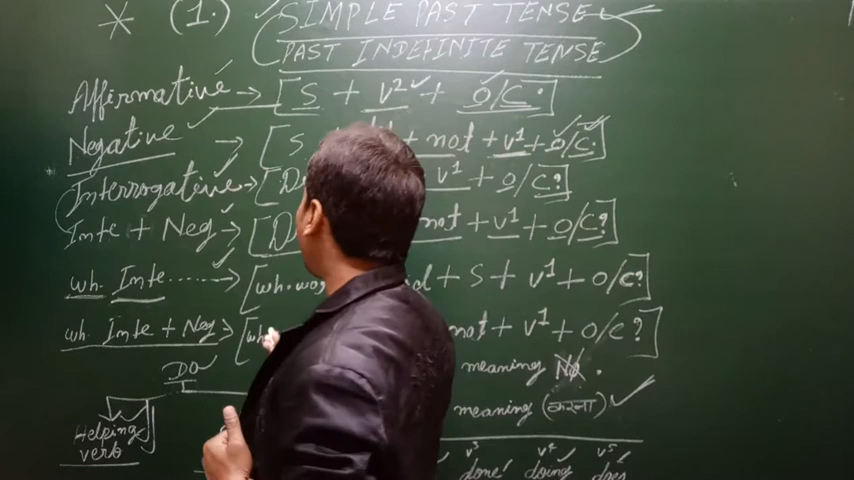 * (1.) SIMPLE PAST TENSE
PAST INDEFINITE TENSE
Affirmative → [S + v² + O/C.]
Negative → [S + not + v¹ + O/C.]
Interrogative → [D v¹ + O/C?]
Inte + Neg → [D not + v¹ + O/C?]
wh. Inte...... → [wh. wo d + S + v¹ + O/C?]
wh. Inte + Neg → [wh not + v¹ + O/C?]
DO meaning No.
meaning (करना)
Helping verb
v³ v⁴ v⁵
done doing does